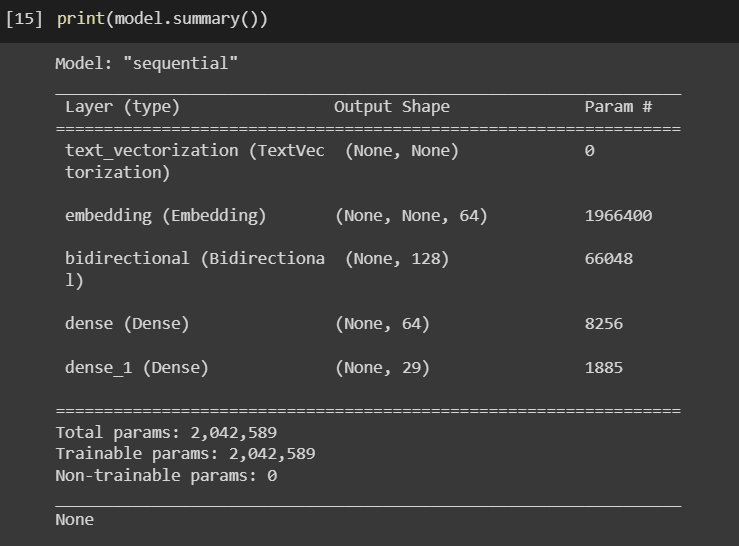 [15] print(model.summary())
Model: "sequential"
Layer (type) Output Shape Param #
text_vectorization (TextVec (None, None) 0
torization)
embedding (Embedding) (None, None, 64) 1966400
bidirectional (Bidirectiona (None, 128) 66048
l)
dense (Dense) (None, 64) 8256
dense_1 (Dense) (None, 29) 1885
Total params: 2,042,589
Trainable params: 2,042,589
Non-trainable params: 0
None